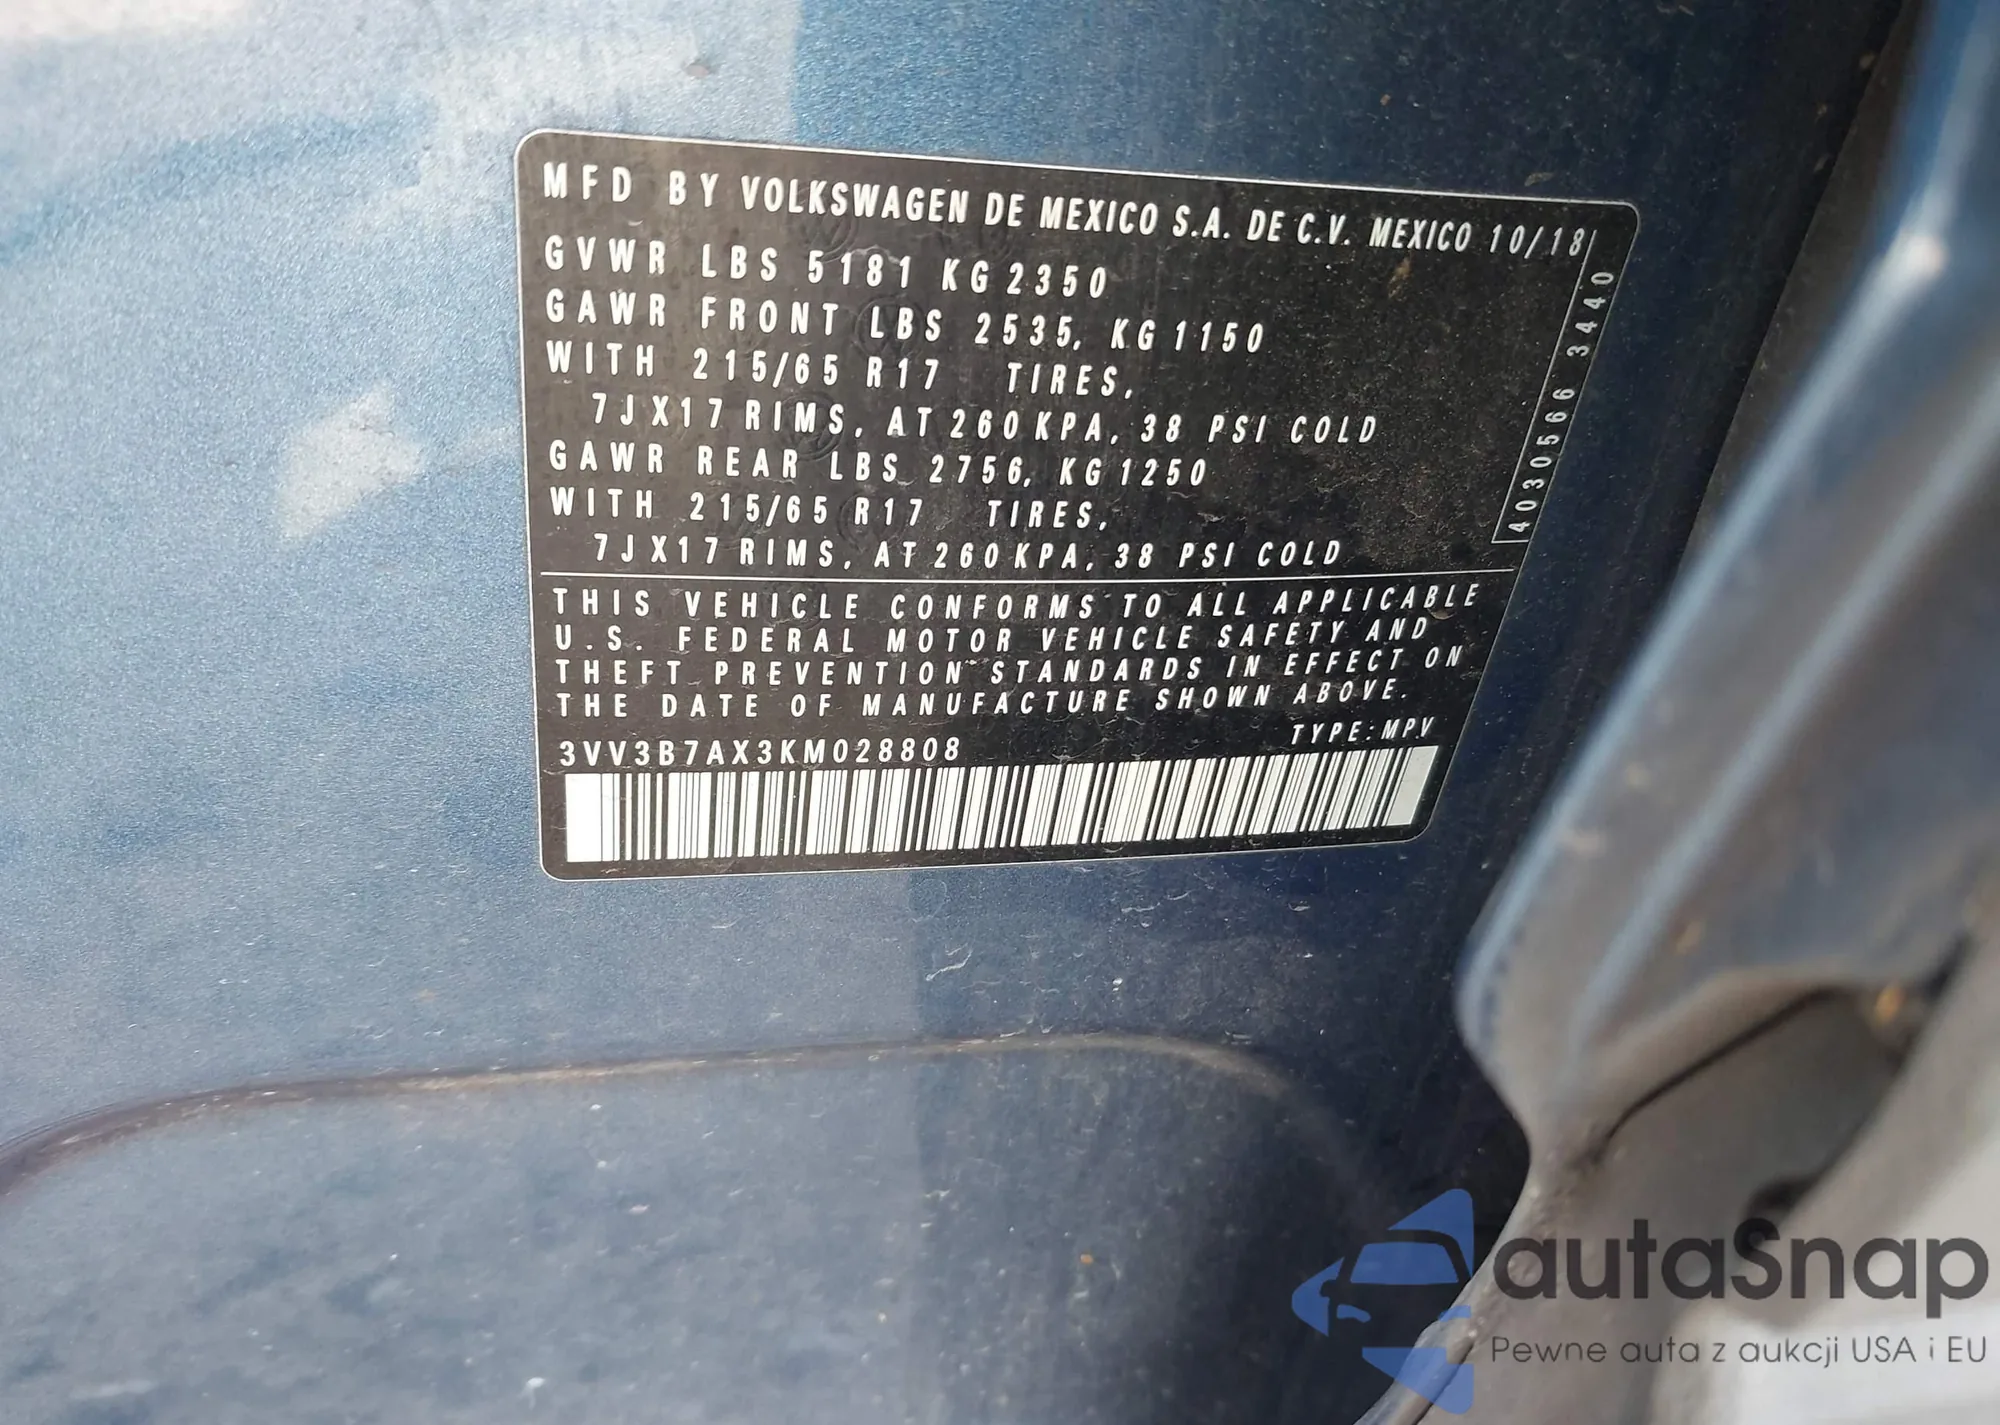 MFD BY VOLKSWAGEN DE MEXICO S.A. DE C.V. MEXICO 10/18
GVWR LBS 5181 KG 2350
GAWR FRONT LBS 2535, KG 1150
WITH 215/65 R17 TIRES,
7JX17 RIMS, AT 260 KPA, 38 PSI COLD
GAWR REAR LBS 2756, KG 1250
WITH 215/65 R17 TIRES,
7JX17 RIMS, AT 260 KPA, 38 PSI COLD
4030566 3440
THIS VEHICLE CONFORMS TO ALL APPLICABLE
U.S. FEDERAL MOTOR VEHICLE SAFETY AND
THEFT PREVENTION STANDARDS IN EFFECT ON
THE DATE OF MANUFACTURE SHOWN ABOVE.
TYPE: MPV
3VV3B7AX3KM028808
autaSnap
Pewne auta z aukcji USA i EU